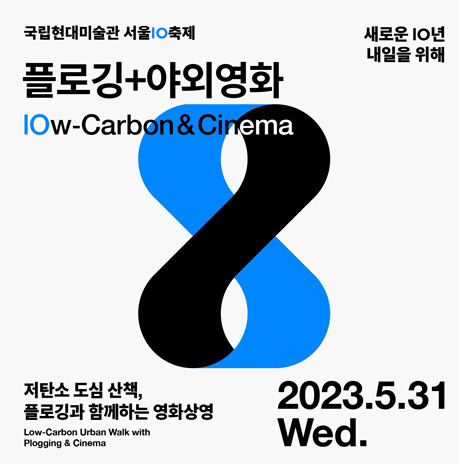 국립현대미술관 서울10축제
새로운 10년
내일을 위해
플로깅+야외영화
10w-Carbon & Cinema
저탄소 도심 산책,
플로깅과 함께하는 영화상영
Low-Carbon Urban Walk with
Plogging & Cinema
2023.5.31
Wed.